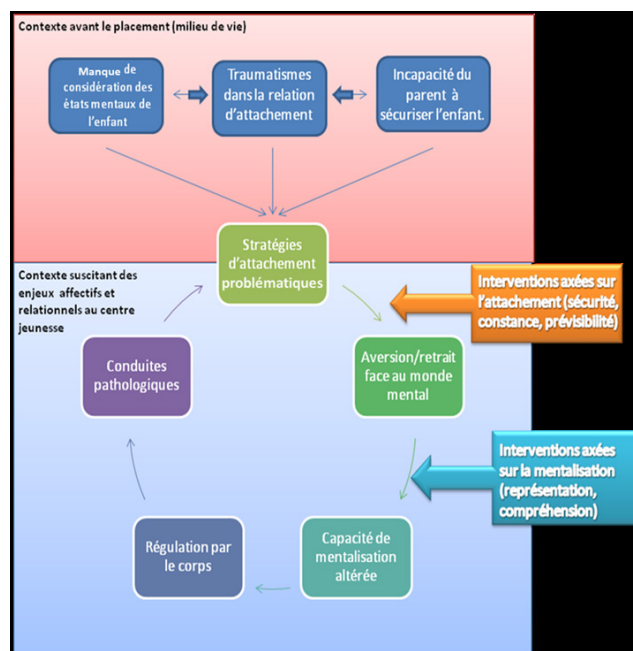 Contexte avant le placement (milieu de vie)
Manque de
considération des
états mentaux de
l'enfant
Traumatismes
dans la relation
d'attachement
Incapacité du
parent à
sécuriser l'enfant.
Stratégies
d'attachement
problématiques
Contexte suscitant des
enjeux affectifs et
relationnels au centre
jeunesse
Interventions axées sur
l'attachement (sécurité,
constance, prévisibilité)
Aversion/retrait
face au monde
mental
Interventions axées
sur la mentalisation
(représentation,
compréhension)
Capacité de
mentalisation
altérée
Régulation par
le corps
Conduites
pathologiques